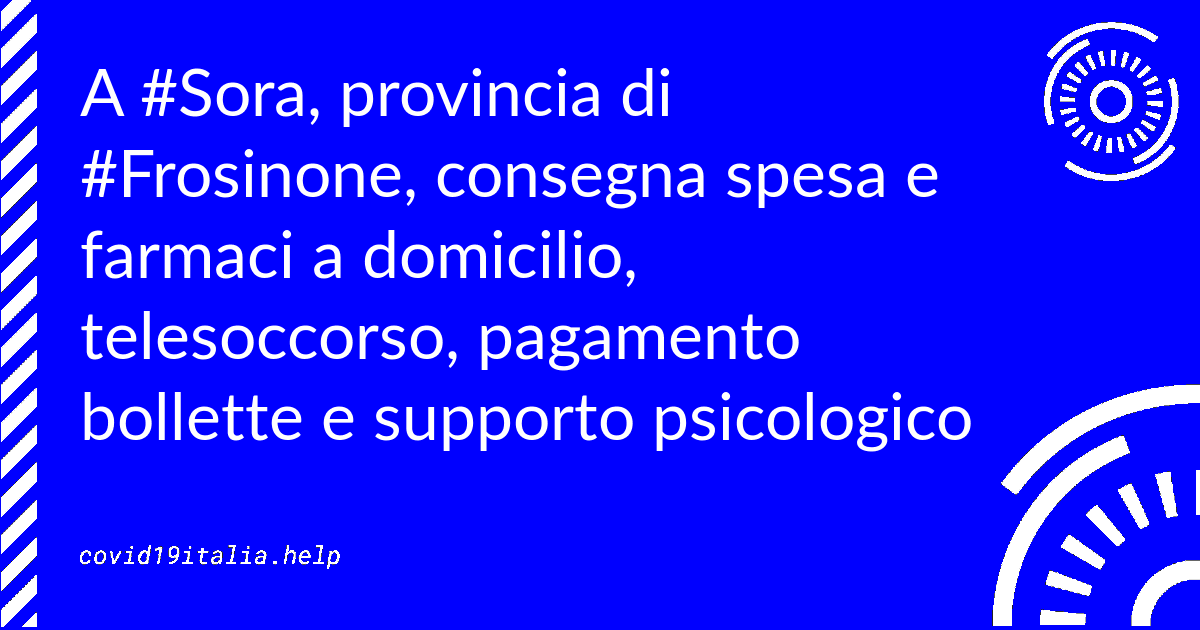 A #Sora, provincia di
#Frosinone, consegna spesa e
farmaci a domicilio,
telesoccorso, pagamento
bollette e supporto psicologico
covid19italia.help